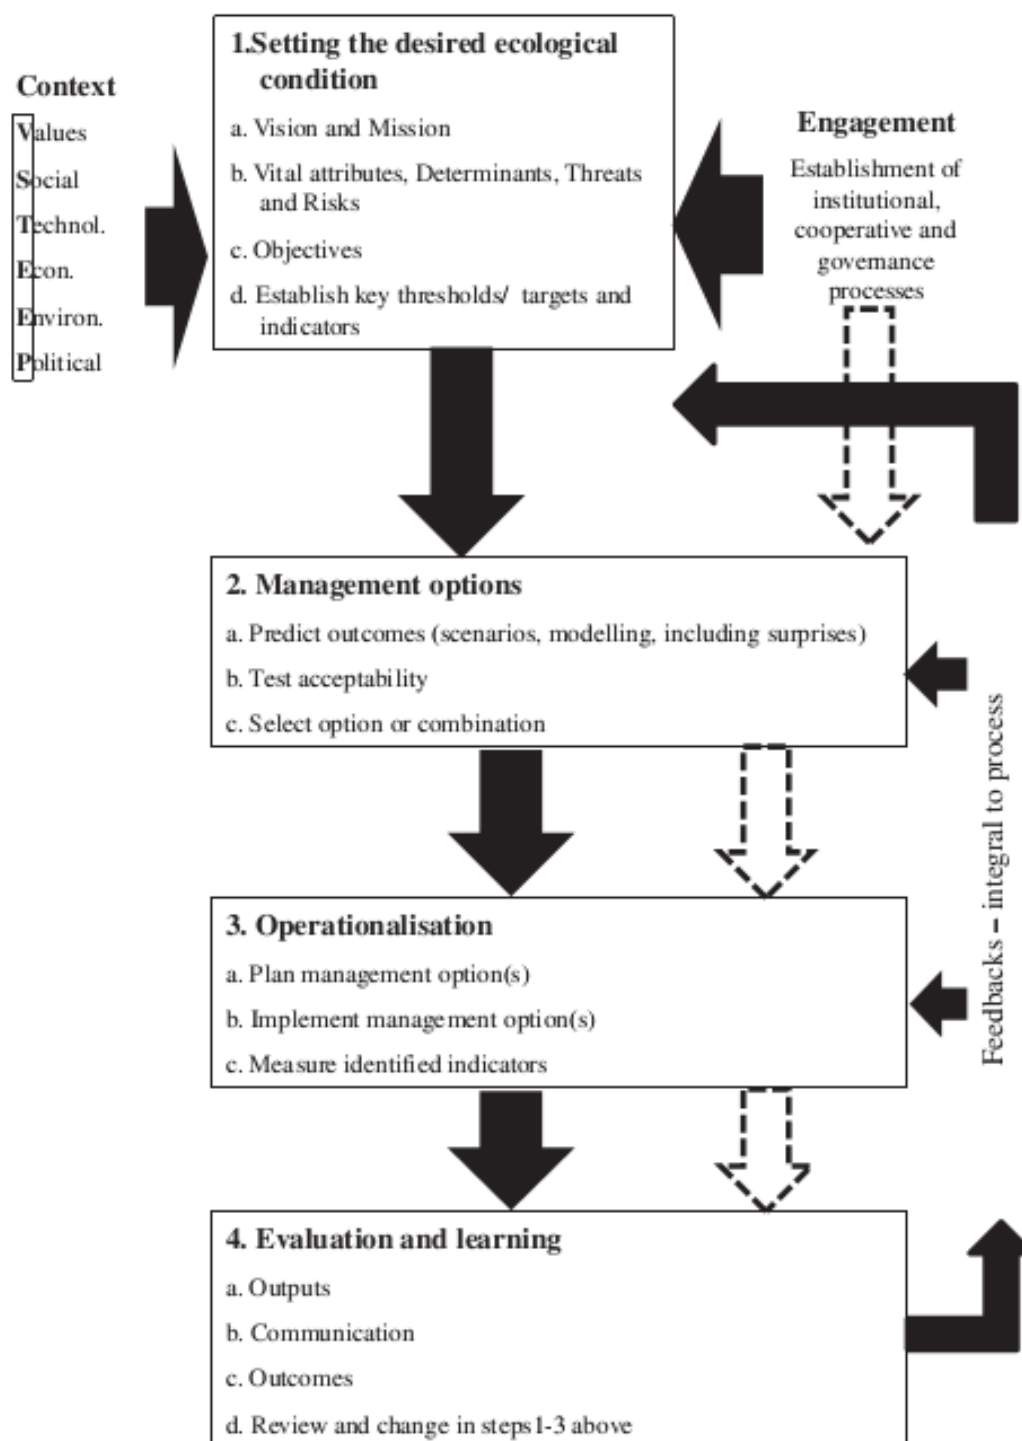 Context
Values
Social
Technol.
Econ.
Environ.
Political
1.Setting the desired ecological
condition
a. Vision and Mission
b. Vital attributes, Determinants, Threats
and Risks
c. Objectives
d. Establish key thresholds/ targets and
indicators
Engagement
Establishment of
institutional,
cooperative and
governance
processes
2. Management options
a. Predict outcomes (scenarios, modelling, including surprises)
b. Test acceptability
c. Select option or combination
3. Operationalisation
a. Plan management option(s)
b. Implement management option(s)
c. Measure identified indicators
Feedbacks – integral to process
4. Evaluation and learning
a. Outputs
b. Communication
c. Outcomes
d. Review and change in steps1-3 above